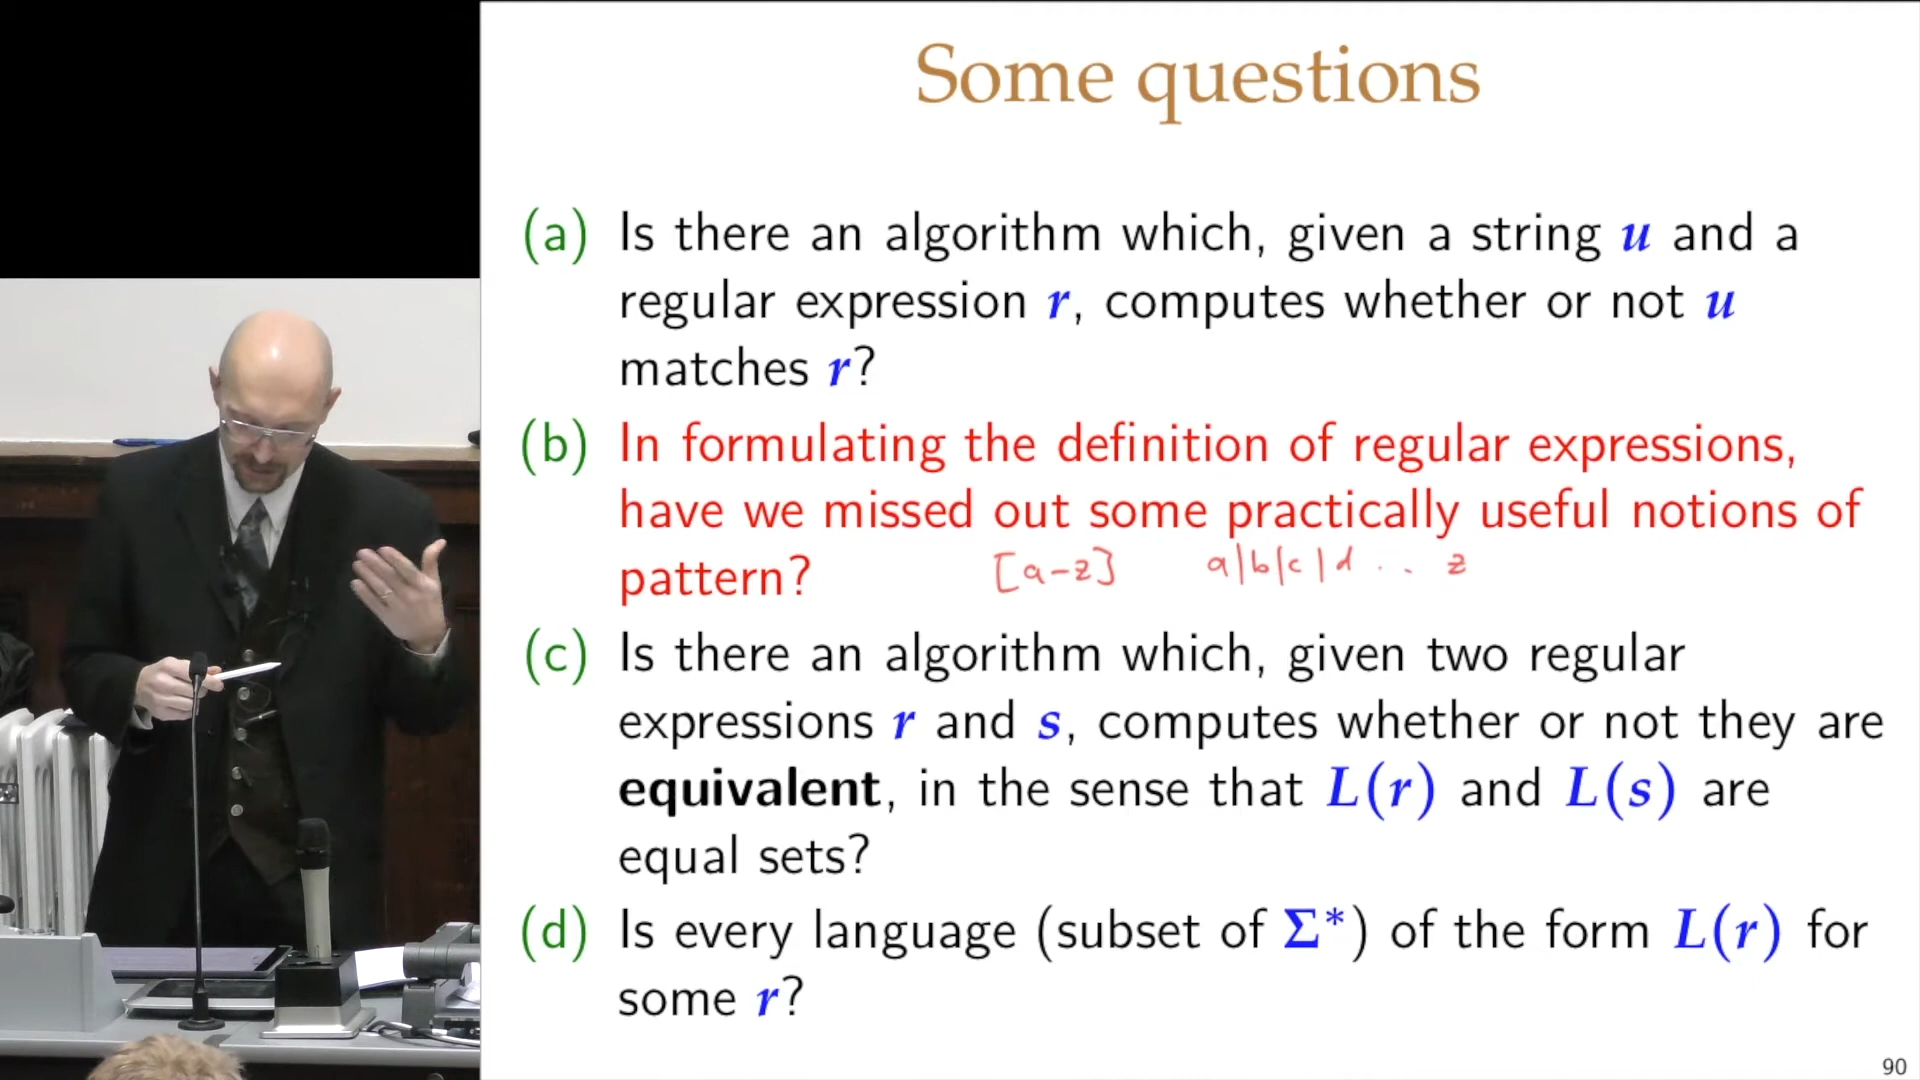 Some questions
(a) Is there an algorithm which, given a string u and a
regular expression r, computes whether or not u
matches r?
(b) In formulating the definition of regular expressions,
have we missed out some practically useful notions of
pattern? [a-z] a|b|c|d .. z
(c) Is there an algorithm which, given two regular
expressions r and s, computes whether or not they are
equivalent, in the sense that L(r) and L(s) are
equal sets?
(d) Is every language (subset of Σ*) of the form L(r) for
some r?
90